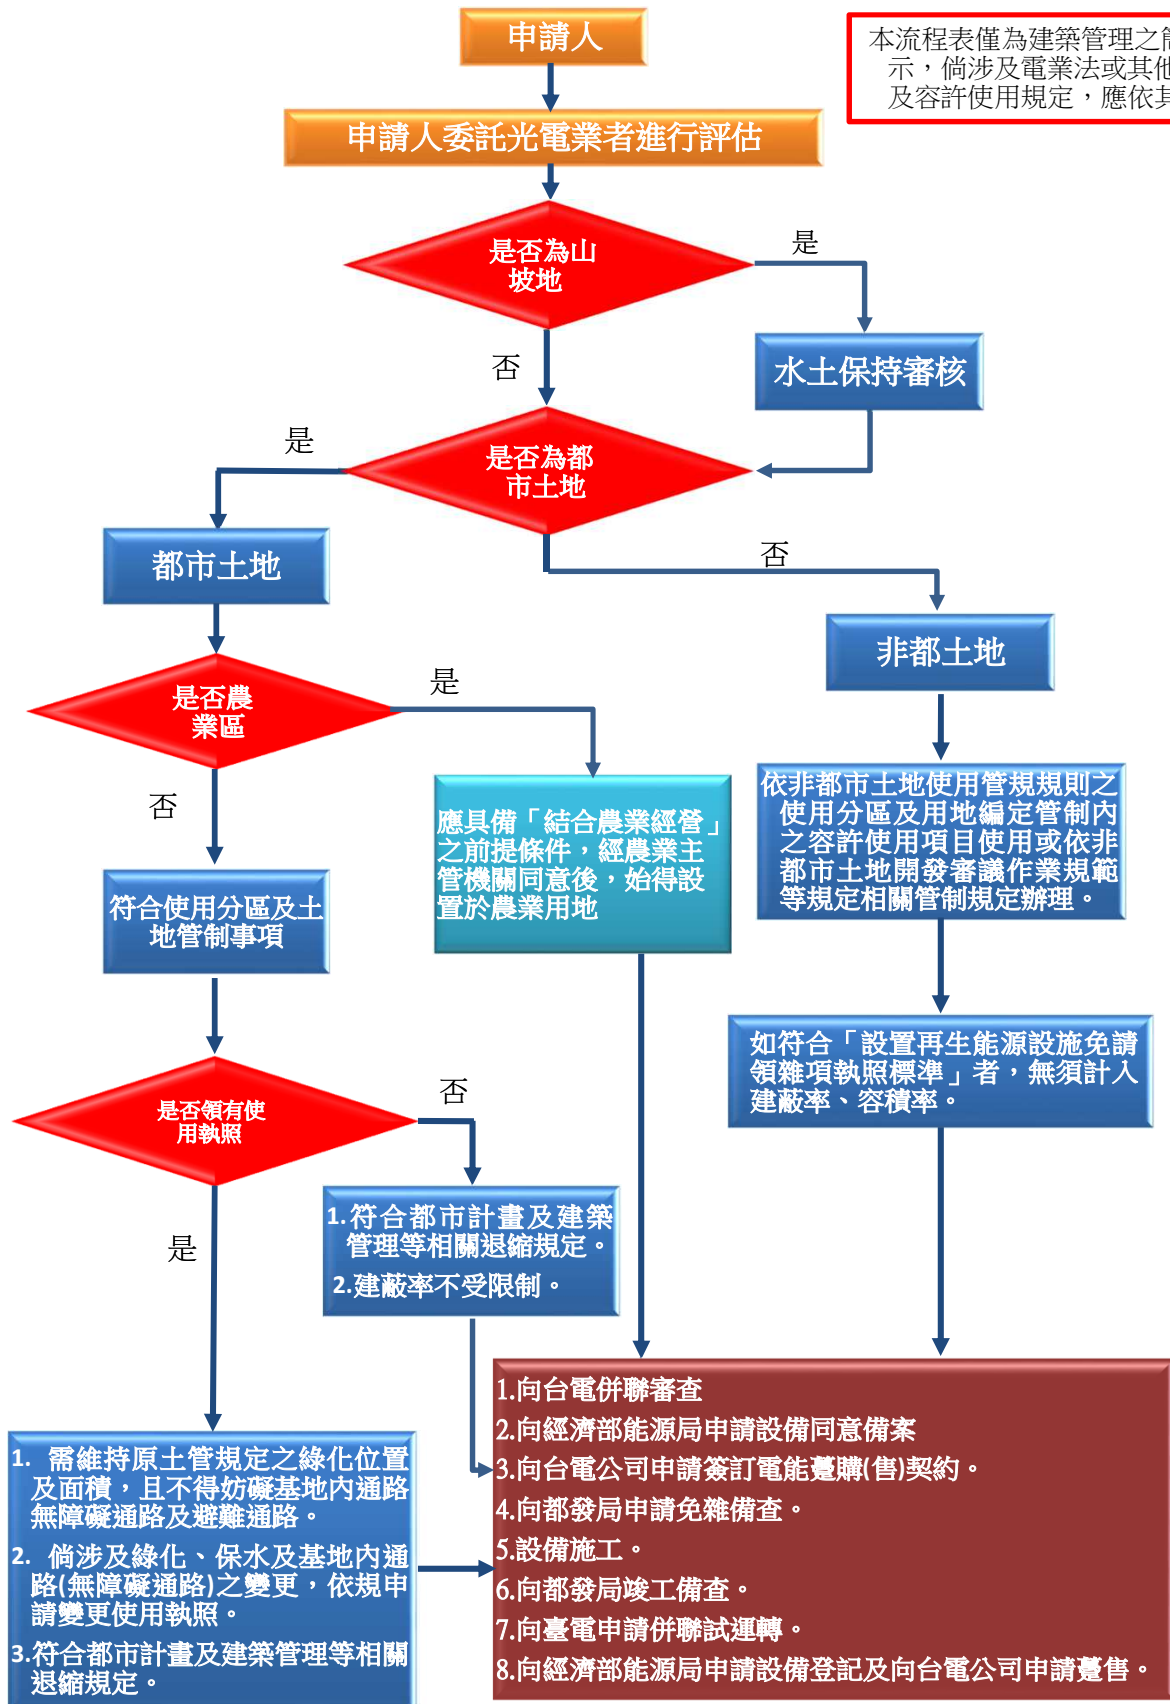 申請人
本流程表僅為建築管理之簡
示，倘涉及電業法或其他
及容許使用規定，應依其
申請人委託光電業者進行評估
是否為山
坡地
是
否
水土保持審核
是否為都
市土地
是
否
都市土地
非都土地
是否農
業區
是
否
應具備「結合農業經營」
之前提條件，經農業主
管機關同意後，始得設
置於農業用地
依非都市土地使用管規規則之
使用分區及用地編定管制內
之容許使用項目使用或依非
都市土地開發審議作業規範
等規定相關管制規定辦理。
符合使用分區及土
地管制事項
如符合「設置再生能源設施免請
領雜項執照標準」者，無須計入
建蔽率、容積率。
是否領有使
用執照
否
是
1.符合都市計畫及建築
管理等相關退縮規定。
2.建蔽率不受限制。
1. 需維持原土管規定之綠化位置
及面積，且不得妨礙基地內通路
無障礙通路及避難通路。
2. 倘涉及綠化、保水及基地內通
路(無障礙通路)之變更，依規申
請變更使用執照。
3.符合都市計畫及建築管理等相關
退縮規定。
1.向台電併聯審查
2.向經濟部能源局申請設備同意備案
3.向台電公司申請簽訂電能躉購(售)契約。
4.向都發局申請免雜備查。
5.設備施工。
6.向都發局竣工備查。
7.向臺電申請併聯試運轉。
8.向經濟部能源局申請設備登記及向台電公司申請躉售。